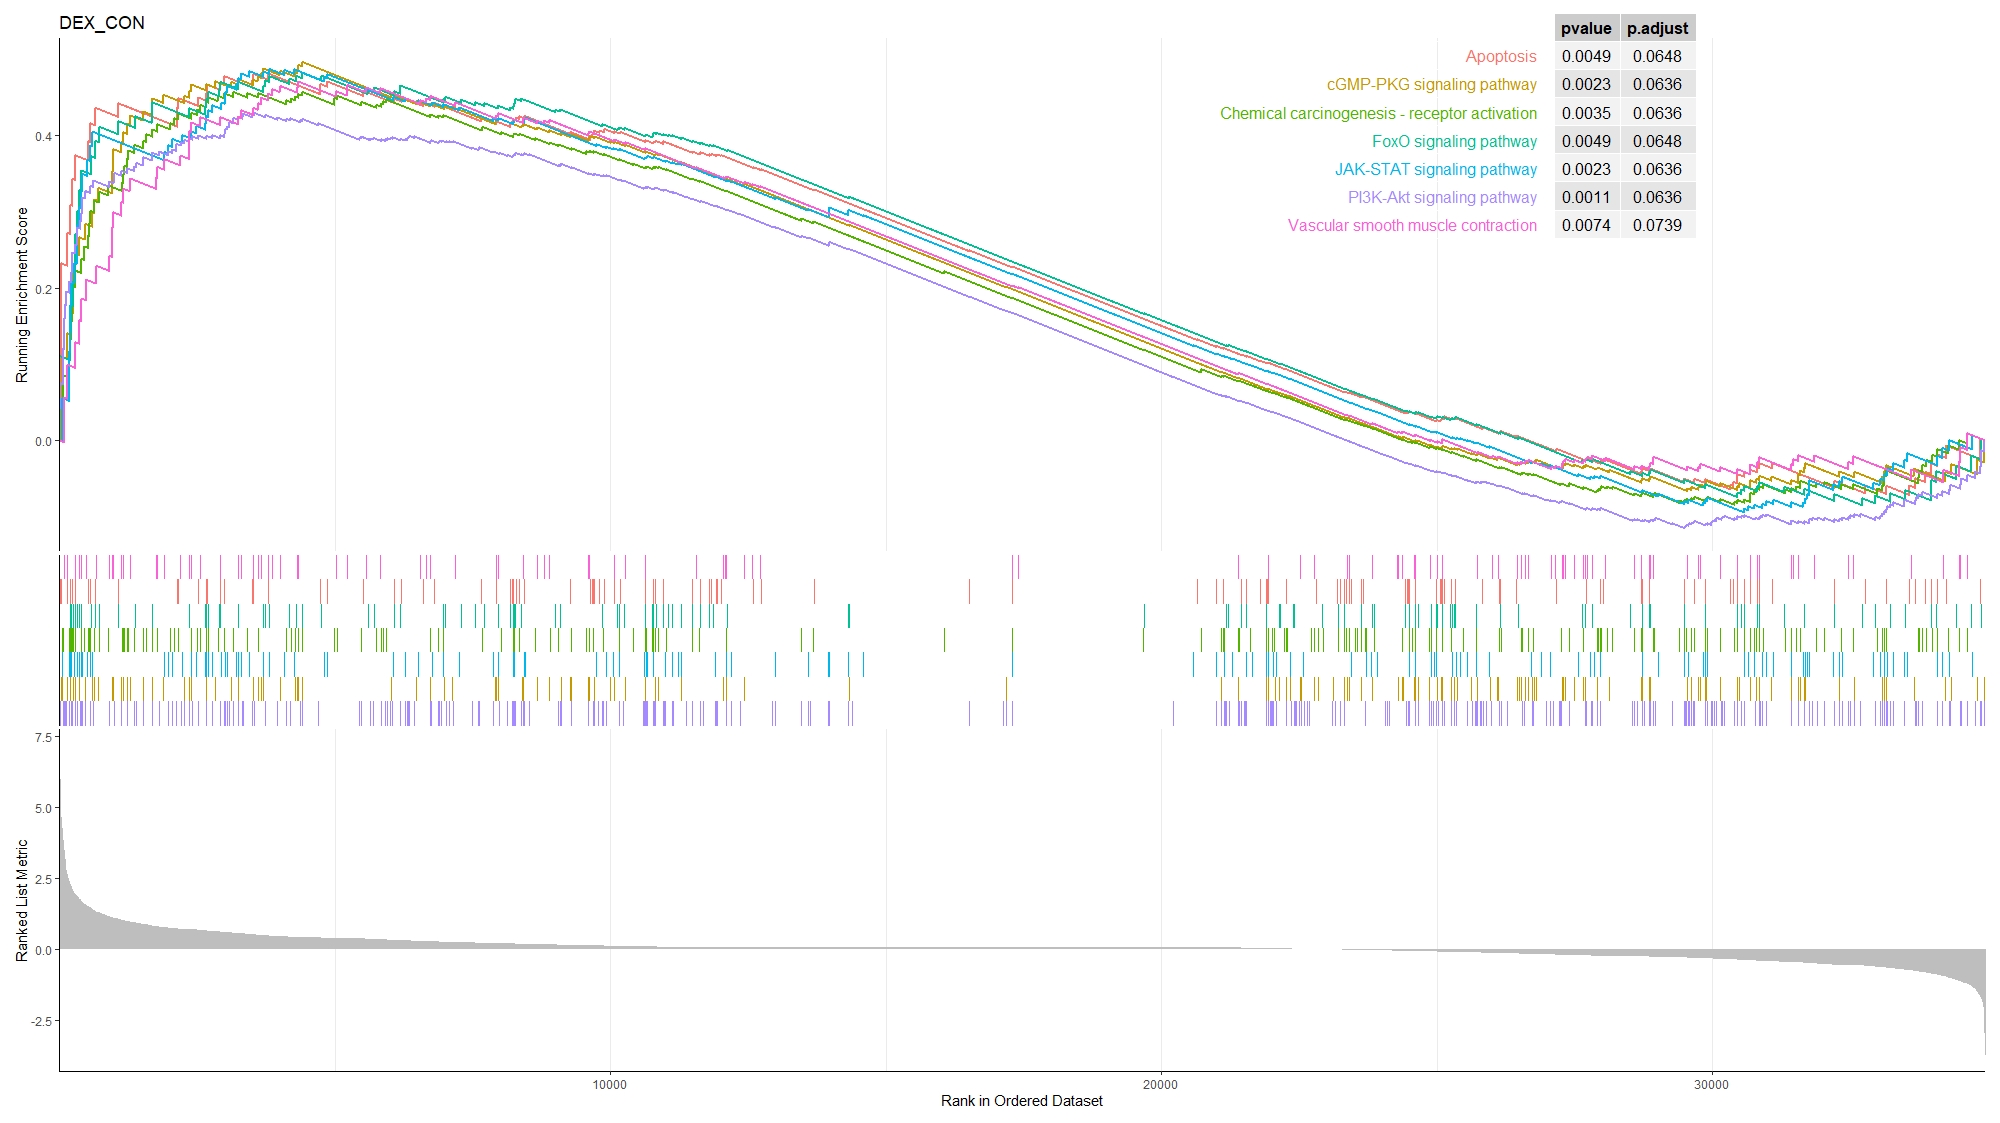 DEX_CON
pvalue p.adjust
Apoptosis 0.0049 0.0648
cGMP-PKG signaling pathway 0.0023 0.0636
Chemical carcinogenesis - receptor activation 0.0035 0.0636
FoxO signaling pathway 0.0049 0.0648
JAK-STAT signaling pathway 0.0023 0.0636
PI3K-Akt signaling pathway 0.0011 0.0636
Vascular smooth muscle contraction 0.0074 0.0739
Running Enrichment Score
0.4
0.2
0.0
Ranked List Metric
7.5
5.0
2.5
0.0
-2.5
10000 20000 30000
Rank in Ordered Dataset